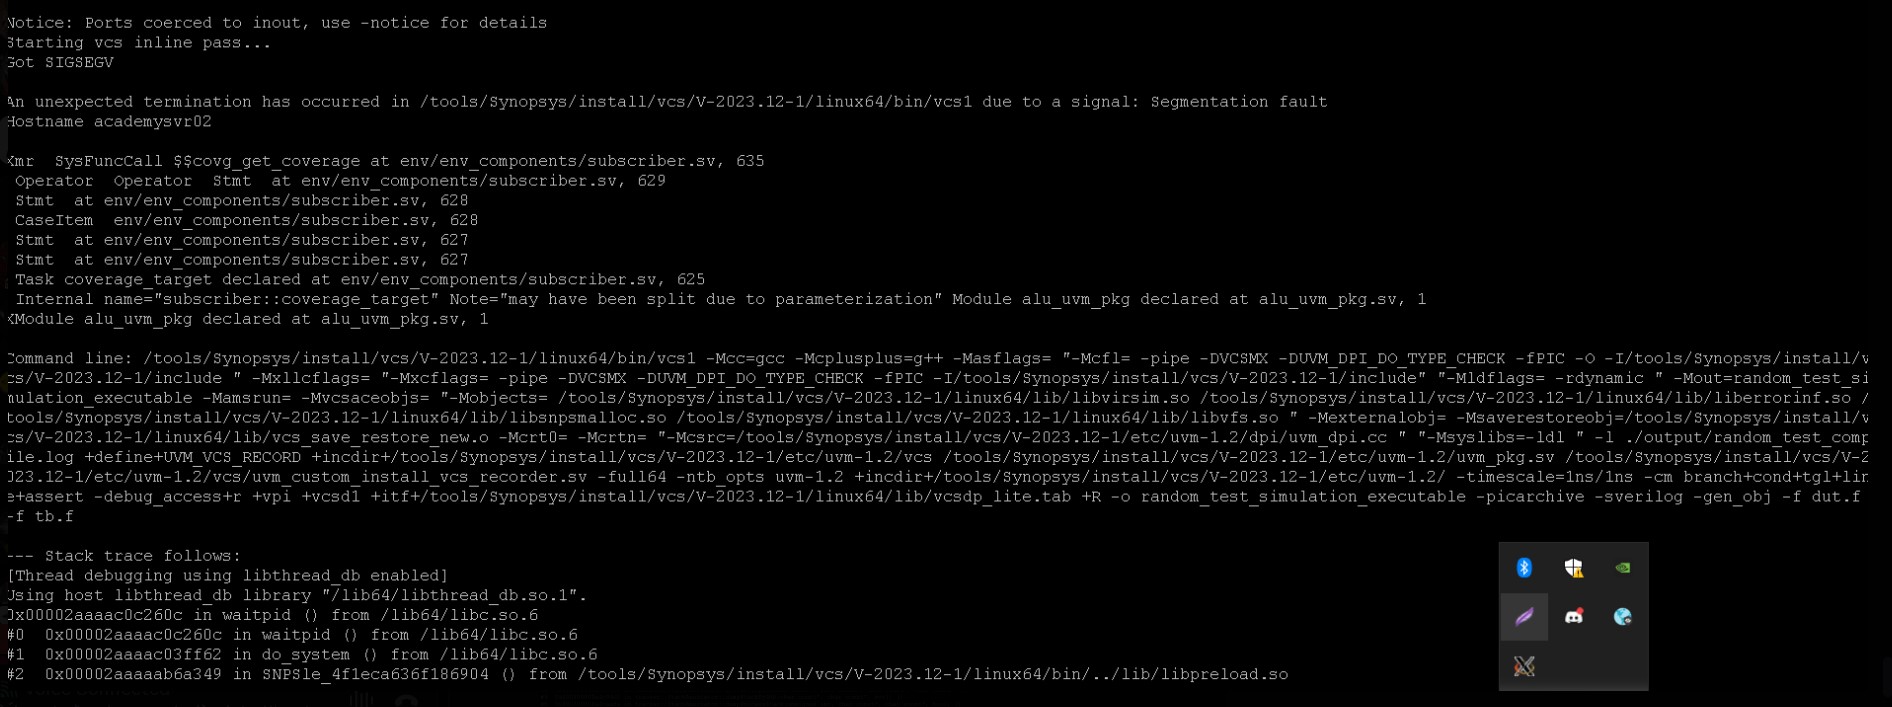 Notice: Ports coerced to inout, use -notice for details
Starting vcs inline pass...
Got SIGSEGV
An unexpected termination has occurred in /tools/Synopsys/install/vcs/V-2023.12-1/linux64/bin/vcs1 due to a signal: Segmentation fault
Hostname academysvr02
Xmr  SysFuncCall $$covg_get_coverage at env/env_components/subscriber.sv, 635
Operator  Operator  Stmt  at env/env_components/subscriber.sv, 629
Stmt  at env/env_components/subscriber.sv, 628
CaseItem  env/env_components/subscriber.sv, 628
Stmt  at env/env_components/subscriber.sv, 627
Stmt  at env/env_components/subscriber.sv, 627
Task coverage_target declared at env/env_components/subscriber.sv, 625
Internal name="subscriber::coverage_target" Note="may have been split due to parameterization" Module alu_uvm_pkg declared at alu_uvm_pkg.sv, 1
XModule alu_uvm_pkg declared at alu_uvm_pkg.sv, 1
Command line: /tools/Synopsys/install/vcs/V-2023.12-1/linux64/bin/vcs1 -Mcc=gcc -Mcplusplus=g++ -Masflags= "-Mcfl= -pipe -DVCSMX -DUVM_DPI_DO_TYPE_CHECK -fPIC -O -I/tools/Synopsys/install/v
cs/V-2023.12-1/include " -Mxllcflags= "-Mxcflags= -pipe -DVCSMX -DUVM_DPI_DO_TYPE_CHECK -fPIC -I/tools/Synopsys/install/vcs/V-2023.12-1/include" "-Mldflags= -rdynamic " -Mout=random_test_si
mulation_executable -Mamsrun= -Mvcsaceobjs= "-Mobjects= /tools/Synopsys/install/vcs/V-2023.12-1/linux64/lib/libvirsim.so /tools/Synopsys/install/vcs/V-2023.12-1/linux64/lib/liberrorinf.so /
tools/Synopsys/install/vcs/V-2023.12-1/linux64/lib/libsnpsmalloc.so /tools/Synopsys/install/vcs/V-2023.12-1/linux64/lib/libvfs.so " -Mexternalobj= -Msaverestoreobj=/tools/Synopsys/install/v
cs/V-2023.12-1/linux64/lib/vcs_save_restore_new.o -Mcrt0= -Mcrtn= "-Mcsrc=/tools/Synopsys/install/vcs/V-2023.12-1/etc/uvm-1.2/dpi/uvm_dpi.cc " "-Msyslibs=-ldl " -l ./output/random_test_comp
ile.log +define+UVM_VCS_RECORD +incdir+/tools/Synopsys/install/vcs/V-2023.12-1/etc/uvm-1.2/vcs /tools/Synopsys/install/vcs/V-2023.12-1/etc/uvm-1.2/uvm_pkg.sv /tools/Synopsys/install/vcs/V-2
023.12-1/etc/uvm-1.2/vcs/uvm_custom_install_vcs_recorder.sv -full64 -ntb_opts uvm-1.2 +incdir+/tools/Synopsys/install/vcs/V-2023.12-1/etc/uvm-1.2/ -timescale=1ns/1ns -cm branch+cond+tgl+lin
e+assert -debug_access+r +vpi +vcsd1 +itf+/tools/Synopsys/install/vcs/V-2023.12-1/linux64/lib/vcsdp_lite.tab +R -o random_test_simulation_executable -picarchive -sverilog -gen_obj -f dut.f
-f tb.f
--- Stack trace follows:
[Thread debugging using libthread_db enabled]
Using host libthread_db library "/lib64/libthread_db.so.1".
0x00002aaaac0c260c in waitpid () from /lib64/libc.so.6
#0  0x00002aaaac0c260c in waitpid () from /lib64/libc.so.6
#1  0x00002aaaac03ff62 in do_system () from /lib64/libc.so.6
#2  0x00002aaaaab6a349 in SNPSle_4f1eca636f186904 () from /tools/Synopsys/install/vcs/V-2023.12-1/linux64/bin/../lib/libpreload.so